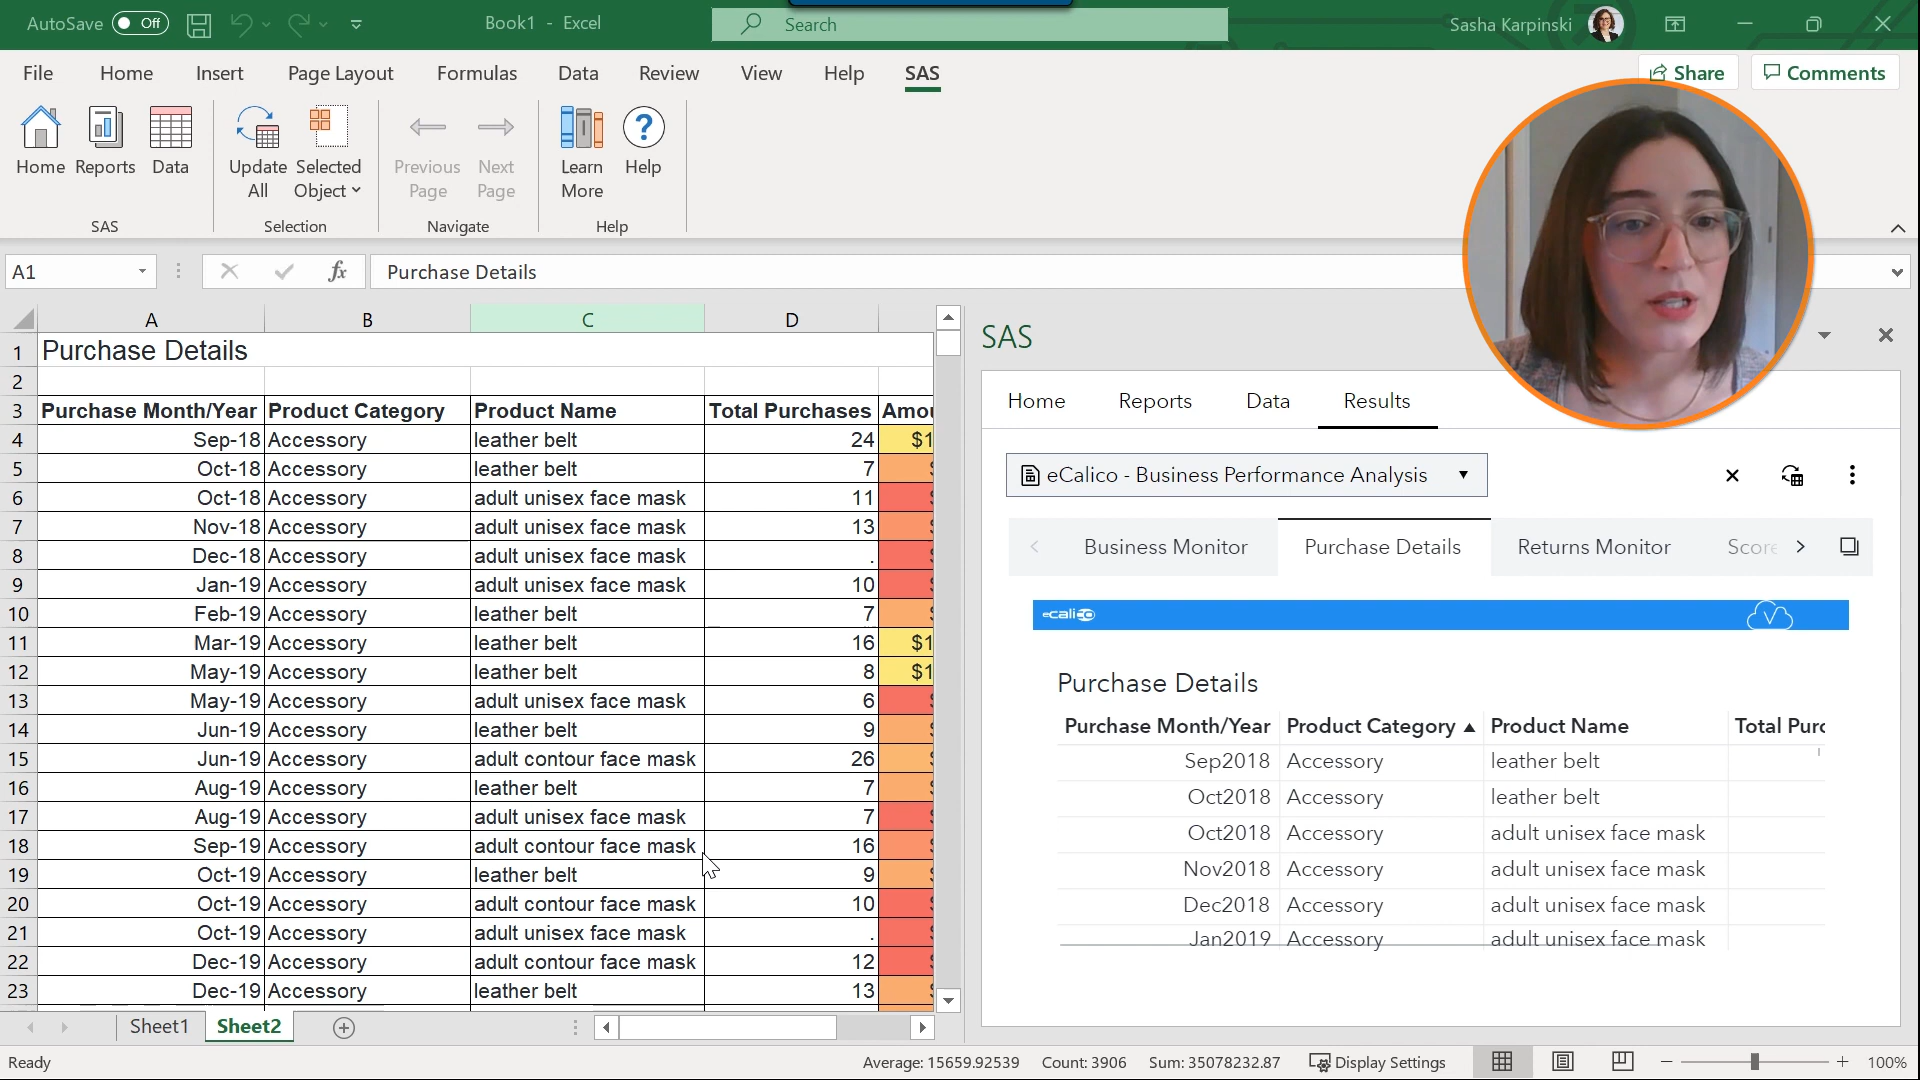 AutoSave Off Book1 - Excel Search Sasha Karpinski
File Home Insert Page Layout Formulas Data Review View Help SAS Share Comments
Home Reports Data Update All Selected Object Previous Page Next Page Learn More Help
SAS Selection Navigate Help
A1 fx Purchase Details
A B C D
1 Purchase Details
2
3 Purchase Month/Year Product Category Product Name Total Purchases
4 Sep-18 Accessory leather belt 24 $1
5 Oct-18 Accessory leather belt 7
6 Oct-18 Accessory adult unisex face mask 11
7 Nov-18 Accessory adult unisex face mask 13
8 Dec-18 Accessory adult unisex face mask .
9 Jan-19 Accessory adult unisex face mask 10
10 Feb-19 Accessory leather belt 7
11 Mar-19 Accessory leather belt 16 $1
12 May-19 Accessory leather belt 8 $1
13 May-19 Accessory adult unisex face mask 6
14 Jun-19 Accessory leather belt 9
15 Jun-19 Accessory adult contour face mask 26
16 Aug-19 Accessory leather belt 7
17 Aug-19 Accessory adult unisex face mask 7
18 Sep-19 Accessory adult contour face mask 16
19 Oct-19 Accessory leather belt 9
20 Oct-19 Accessory adult contour face mask 10
21 Oct-19 Accessory adult unisex face mask .
22 Dec-19 Accessory adult contour face mask 12
23 Dec-19 Accessory leather belt 13
Sheet1 Sheet2
SAS
Home Reports Data Results
eCalico - Business Performance Analysis
Business Monitor Purchase Details Returns Monitor Score
ecalico V
Purchase Details
Purchase Month/Year Product Category Product Name Total Purc
Sep2018 Accessory leather belt
Oct2018 Accessory leather belt
Oct2018 Accessory adult unisex face mask
Nov2018 Accessory adult unisex face mask
Dec2018 Accessory adult unisex face mask
Jan2019 Accessory adult unisex face mask
Ready Average: 15659.92539 Count: 3906 Sum: 35078232.87 Display Settings 100%